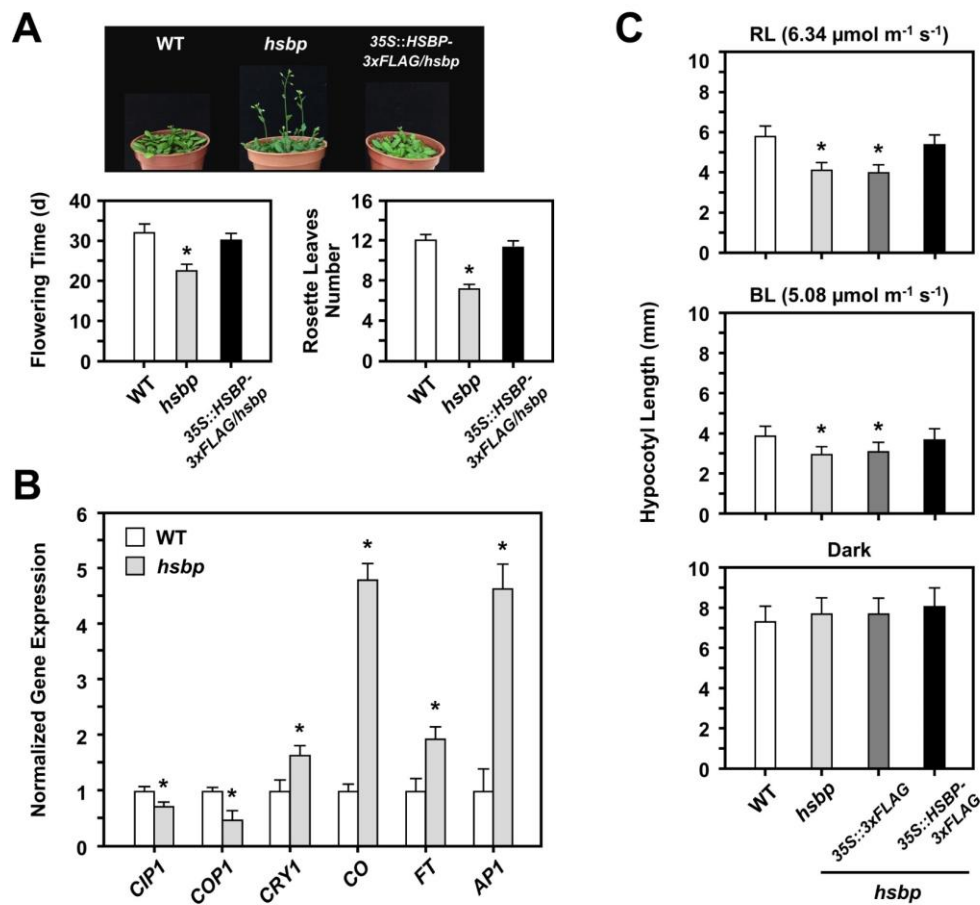 A
WT
hsbp
35S::HSBP-
3xFLAG/hsbp
Flowering Time (d)
40
30
20
10
0
WT
hsbp
35S::HSBP-
3xFLAG/hsbp
Rosette Leaves
Number
16
12
8
4
0
WT
hsbp
35S::HSBP-
3xFLAG/hsbp
*
*
B
Normalized Gene Expression
6
5
4
3
2
1
0
WT
hsbp
*
*
*
*
*
*
CIP1
COP1
CRY1
CO
FT
AP1
C
Hypocotyl Length (mm)
RL (6.34 µmol m⁻¹ s⁻¹)
10
8
6
4
2
0
*
*
BL (5.08 µmol m⁻¹ s⁻¹)
10
8
6
4
2
0
*
*
Dark
10
8
6
4
2
0
WT
hsbp
35S::3xFLAG
35S::HSBP-
3xFLAG
hsbp